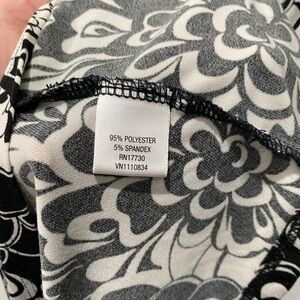 95% POLYESTER
5% SPANDEX
RN17730
VN1110834